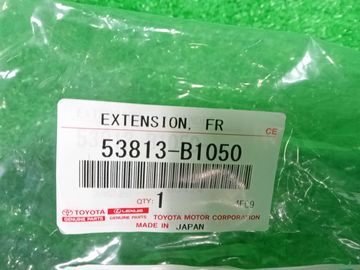 EXTENSION, FR
CE
53813-B1050
QTY: 1
TOYOTA LEXUS
GENUINE PARTS GENUINE PARTS TOYOTA MOTOR CORPORATION
MADE IN JAPAN